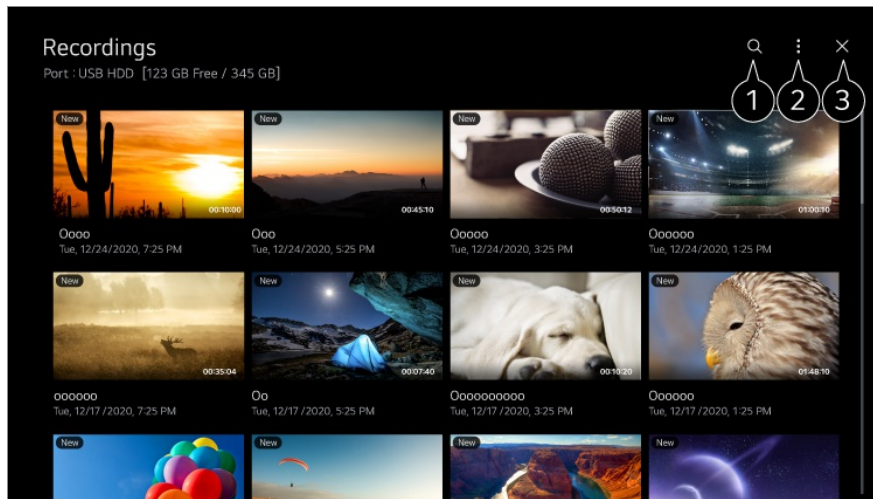 Recordings
Port : USB HDD [123 GB Free / 345 GB]
1 2 3
New New New New
00:10:00 00:45:10 00:50:12 01:00:10
Oooo Ooo Ooooo Oooooo
Tue, 12/24/2020, 7:25 PM Tue, 12/24/2020, 5:25 PM Tue, 12/24/2020, 3:25 PM Tue, 12/24/2020, 1:25 PM
New New New New
00:35:04 00:07:40 00:10:20 01:48:10
oooooo Oo Oooooooooo Oooooo
Tue, 12/17/2020, 7:25 PM Tue, 12/17/2020, 5:25 PM Tue, 12/17/2020, 3:25 PM Tue, 12/17/2020, 1:25 PM
New New New New